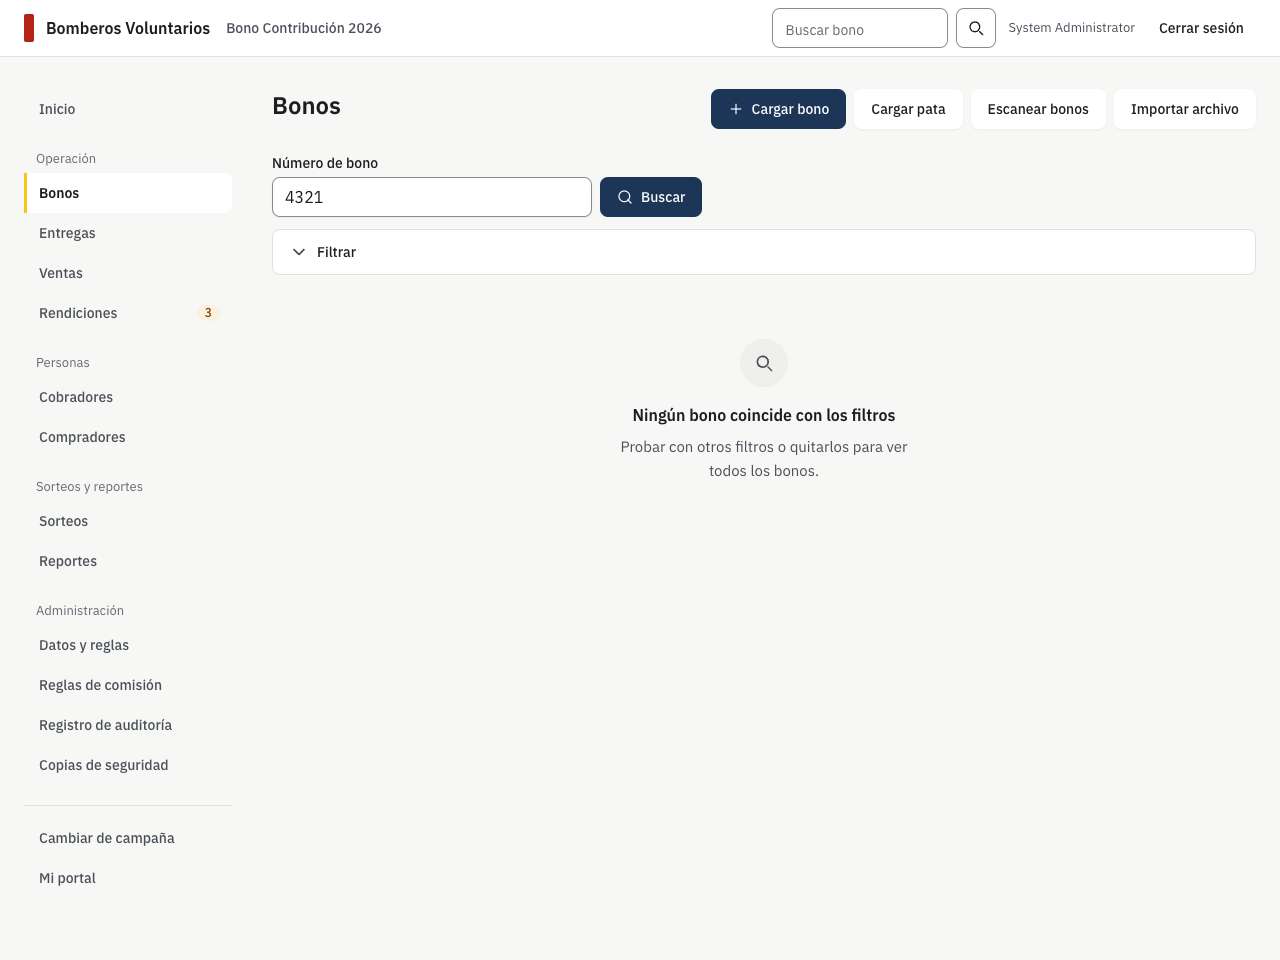 Bomberos Voluntarios
Bono Contribución 2026
Buscar bono
System Administrator
Cerrar sesión
Inicio
Operación
Bonos
Entregas
Ventas
Rendiciones
3
Personas
Cobradores
Compradores
Sorteos y reportes
Sorteos
Reportes
Administración
Datos y reglas
Reglas de comisión
Registro de auditoría
Copias de seguridad
Cambiar de campaña
Mi portal
Bonos
Cargar bono
Cargar pata
Escanear bonos
Importar archivo
Número de bono
4321
Buscar
Filtrar
Ningún bono coincide con los filtros
Probar con otros filtros o quitarlos para ver
todos los bonos.